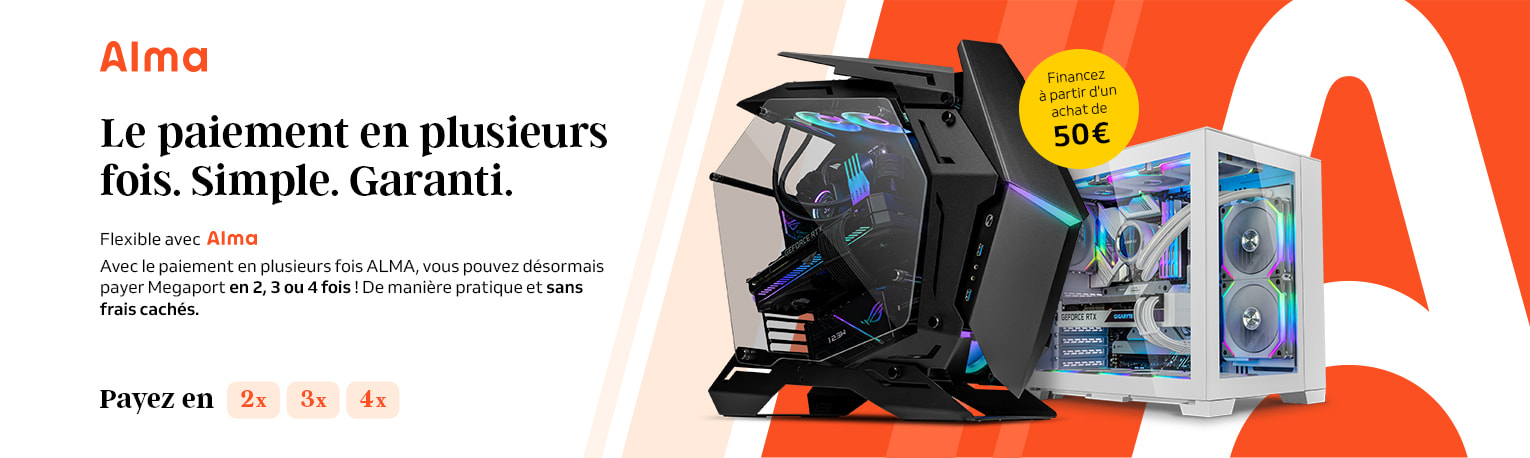 Alma
Le paiement en plusieurs
fois. Simple. Garanti.
Flexible avec Alma
Avec le paiement en plusieurs fois ALMA, vous pouvez désormais
payer Megaport en 2, 3 ou 4 fois ! De manière pratique et sans
frais cachés.
Payez en 2x 3x 4x
Financez
à partir d'un
achat de
50€
GEFORCE RTX
GEFORCE RTX
GIGABYTE